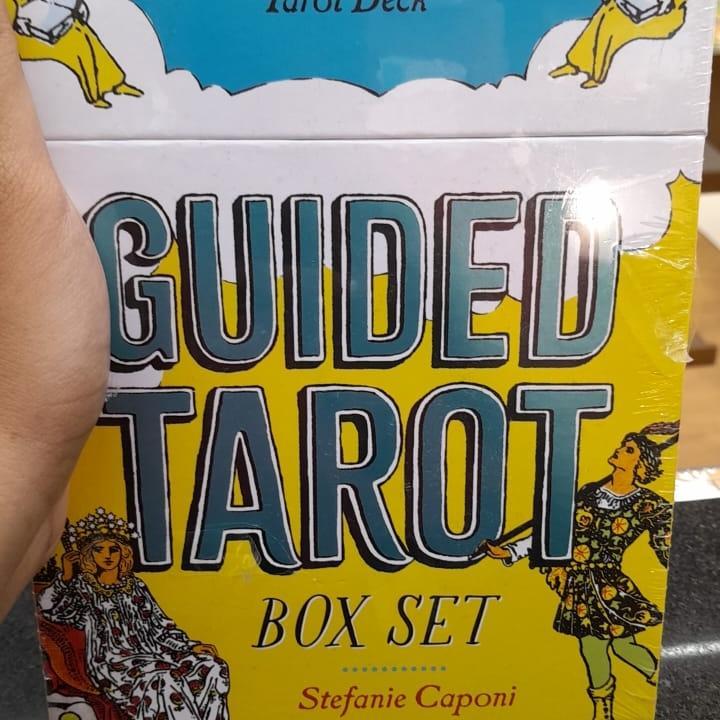 Tarot Deck
GUIDED
TAROT
BOX SET
Stefanie Caponi